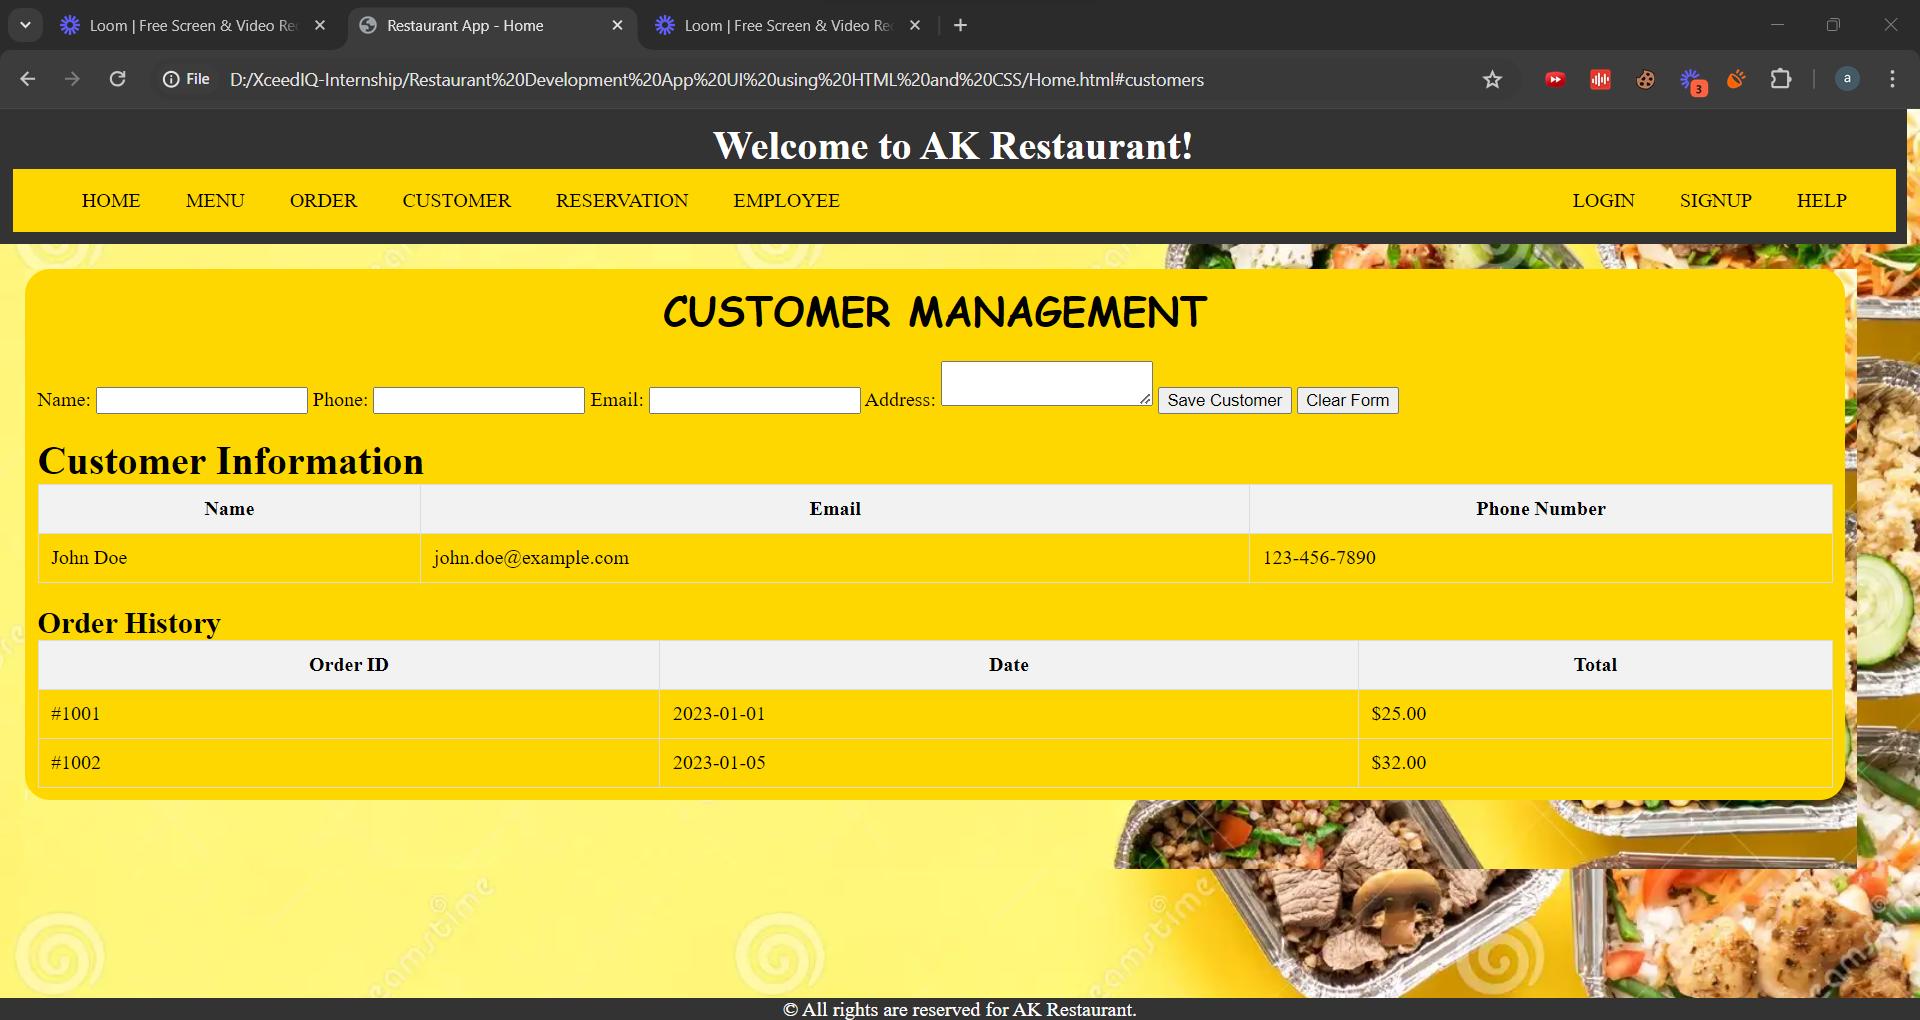 Loom | Free Screen & Video Re
Restaurant App - Home
Loom | Free Screen & Video Re
File
D:/XceedIQ-Internship/Restaurant%20Development%20App%20UI%20using%20HTML%20and%20CSS/Home.html#customers
3
a
Welcome to AK Restaurant!
HOME MENU ORDER CUSTOMER RESERVATION EMPLOYEE LOGIN SIGNUP HELP
CUSTOMER MANAGEMENT
Name: Phone: Email: Address: Save Customer Clear Form
Customer Information
Name Email Phone Number
John Doe john.doe@example.com 123-456-7890
Order History
Order ID Date Total
#1001 2023-01-01 $25.00
#1002 2023-01-05 $32.00
eamstime
eamstime
eamstime
© All rights are reserved for AK Restaurant.